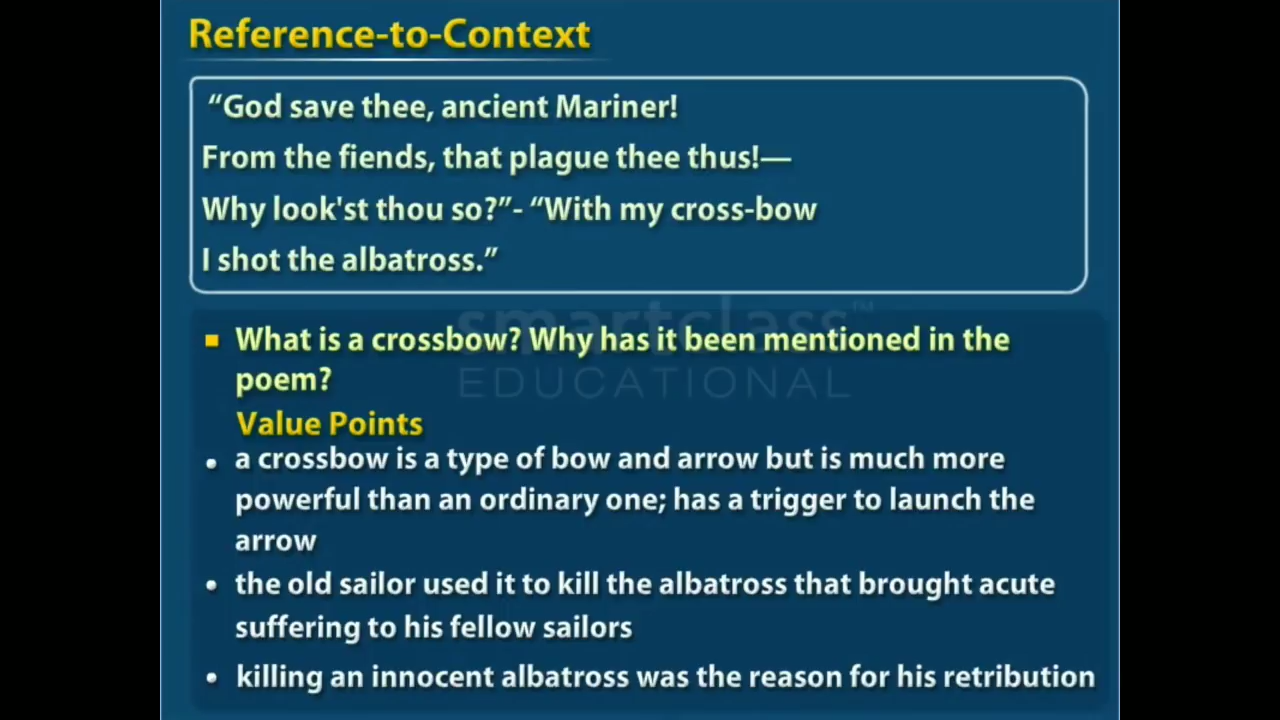 Reference-to-Context
“God save thee, ancient Mariner!
From the fiends, that plague thee thus!—
Why look'st thou so?”- “With my cross-bow
I shot the albatross.”
smartclass™
EDUCATIONAL
■ What is a crossbow? Why has it been mentioned in the
poem?
Value Points
• a crossbow is a type of bow and arrow but is much more
powerful than an ordinary one; has a trigger to launch the
arrow
• the old sailor used it to kill the albatross that brought acute
suffering to his fellow sailors
• killing an innocent albatross was the reason for his retribution